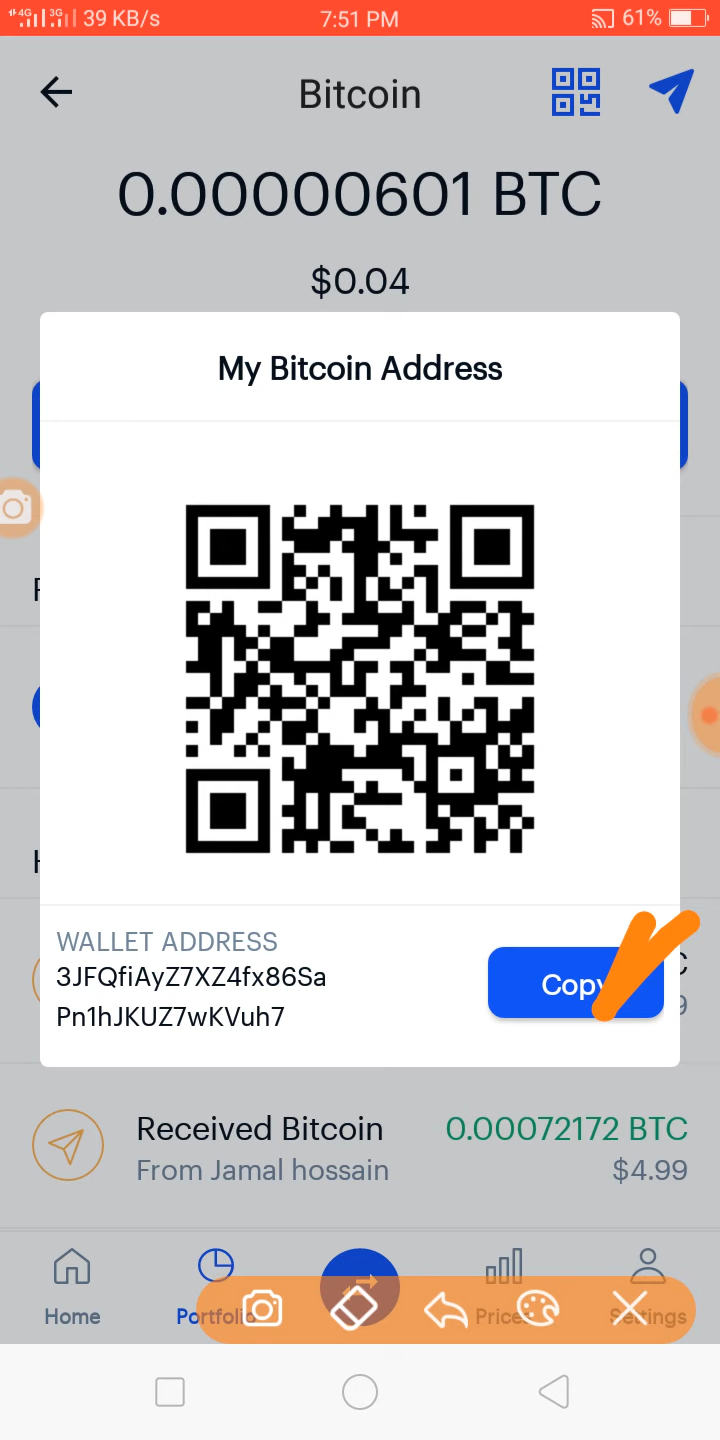 4G 3G 39 KB/s 7:51 PM 61%
Bitcoin
0.00000601 BTC
$0.04
My Bitcoin Address
WALLET ADDRESS
3JFQfiAyZ7XZ4fx86Sa
Pn1hJKUZ7wKVuh7
Copy
Received Bitcoin 0.00072172 BTC
From Jamal hossain $4.99
Home Portfolio Prices Settings